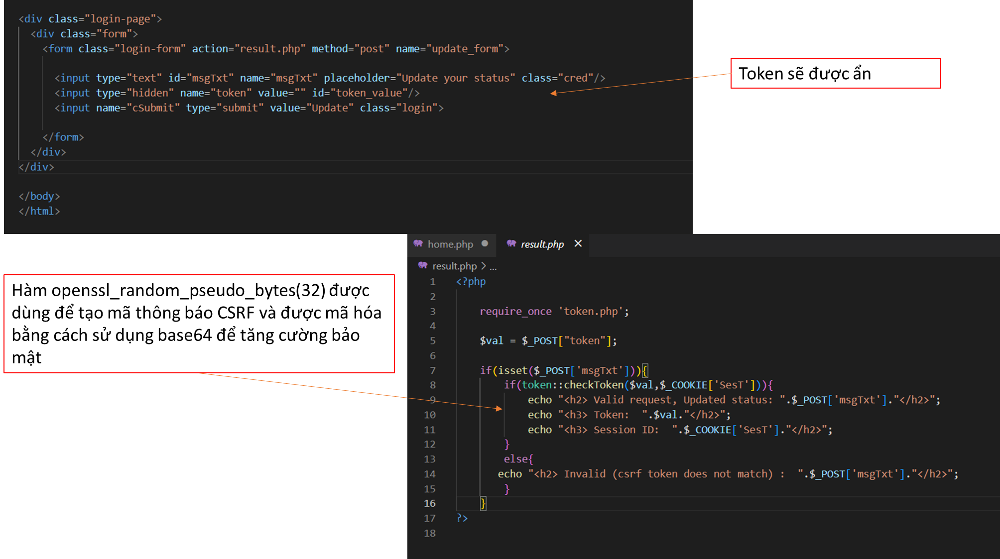 <div class="login-page">
<div class="form">
<form class="login-form" action="result.php" method="post" name="update_form">
<input type="text" id="msgTxt" name="msgTxt" placeholder="Update your status" class="cred"/>
<input type="hidden" name="token" value="" id="token_value"/>
<input name="cSubmit" type="submit" value="Update" class="login">
</form>
</div>
</div>
</body>
</html>
Token sẽ được ẩn
Hàm openssl_random_pseudo_bytes(32) được
dùng để tạo mã thông báo CSRF và được mã hóa
bằng cách sử dụng base64 để tăng cường bảo
mật
home.php ● result.php ×
result.php > ...
1 <?php
2
3 require_once 'token.php';
4
5 $val = $_POST["token"];
6
7 if(isset($_POST['msgTxt'])){
8 if(token::checkToken($val,$_COOKIE['SesT'])){
9 echo "<h2> Valid request, Updated status: ".$_POST['msgTxt']."</h2>";
10 echo "<h3> Token:  ".$val."</h2>";
11 echo "<h3> Session ID:  ".$_COOKIE['SesT']."</h2>";
12 }
13 else{
14 echo "<h2> Invalid (csrf token does not match) :  ".$_POST['msgTxt']."</h2>";
15 }
16 }
17 ?>
18